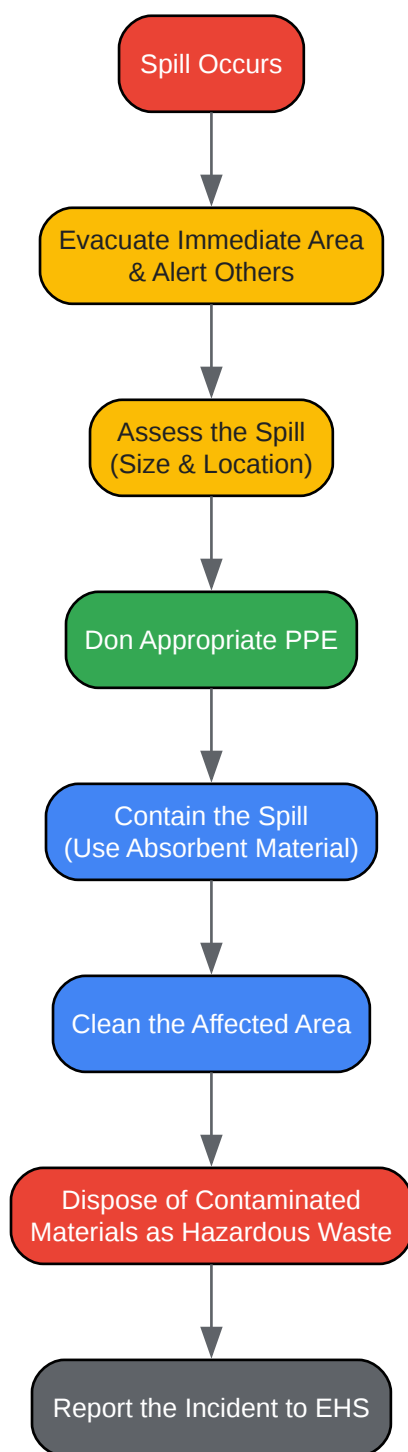 Spill Occurs
Evacuate Immediate Area
& Alert Others
Assess the Spill
(Size & Location)
Don Appropriate PPE
Contain the Spill
(Use Absorbent Material)
Clean the Affected Area
Dispose of Contaminated
Materials as Hazardous Waste
Report the Incident to EHS